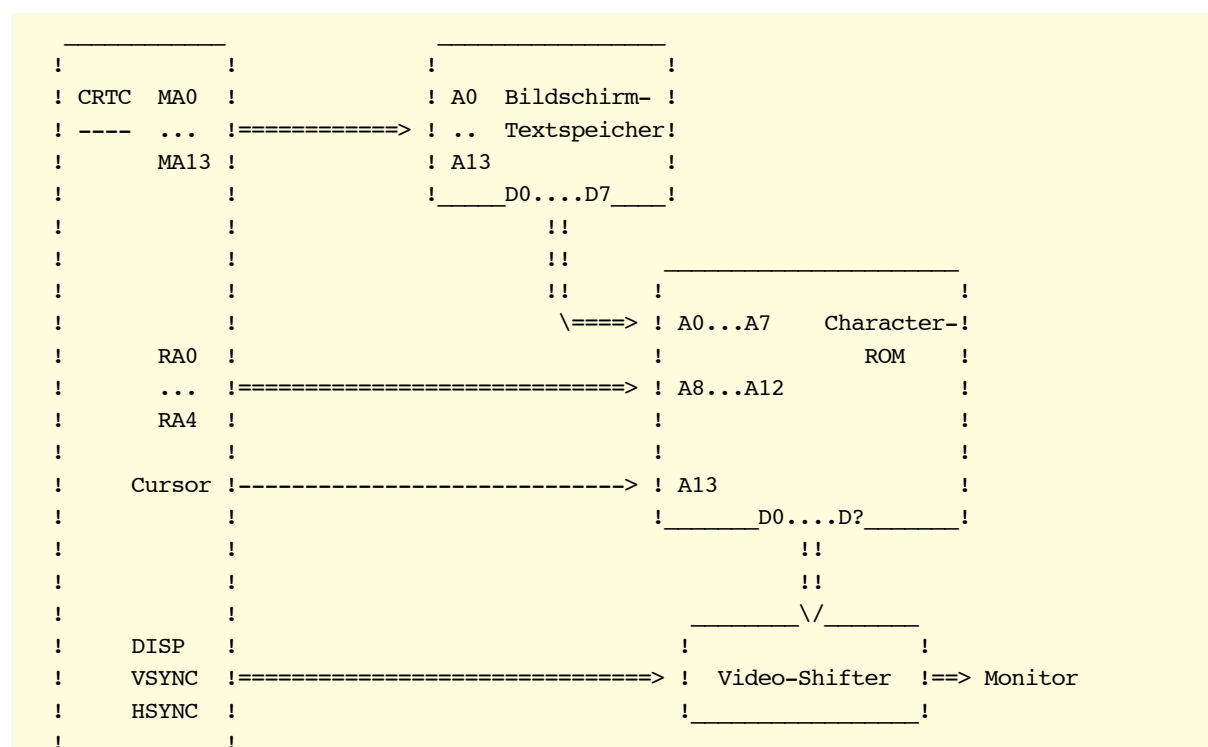 CRTC MA0 A0 Bildschirm-
---- ... ============> .. Textspeicher
MA13 A13
D0....D7
\====> A0...A7 Character-
RA0 ROM
... =============================> A8...A12
RA4
Cursor -----------------------------> A13
D0....D?
\/
DISP
VSYNC ===============================> Video-Shifter ==> Monitor
HSYNC